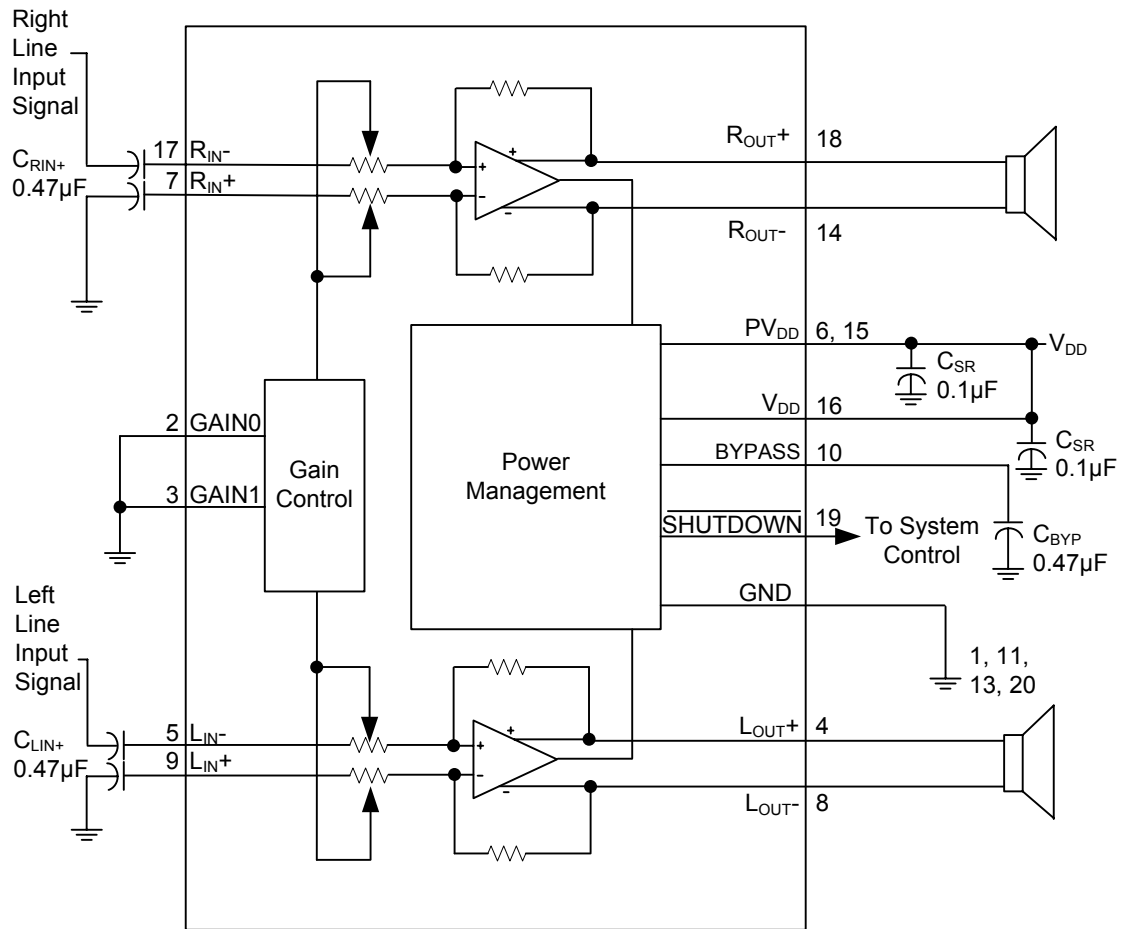 Right
Line
Input
Signal
C_RIN+
0.47µF
17 R_IN-
7 R_IN+
+
-
+
-
R_OUT+ 18
R_OUT- 14
2 GAIN0
3 GAIN1
Gain
Control
Power
Management
PV_DD 6, 15
V_DD
C_SR
0.1µF
V_DD 16
C_SR
0.1µF
BYPASS 10
SHUTDOWN 19
To System
Control
C_BYP
0.47µF
GND
1, 11,
13, 20
Left
Line
Input
Signal
C_LIN+
0.47µF
5 L_IN-
9 L_IN+
+
-
+
-
L_OUT+ 4
L_OUT- 8